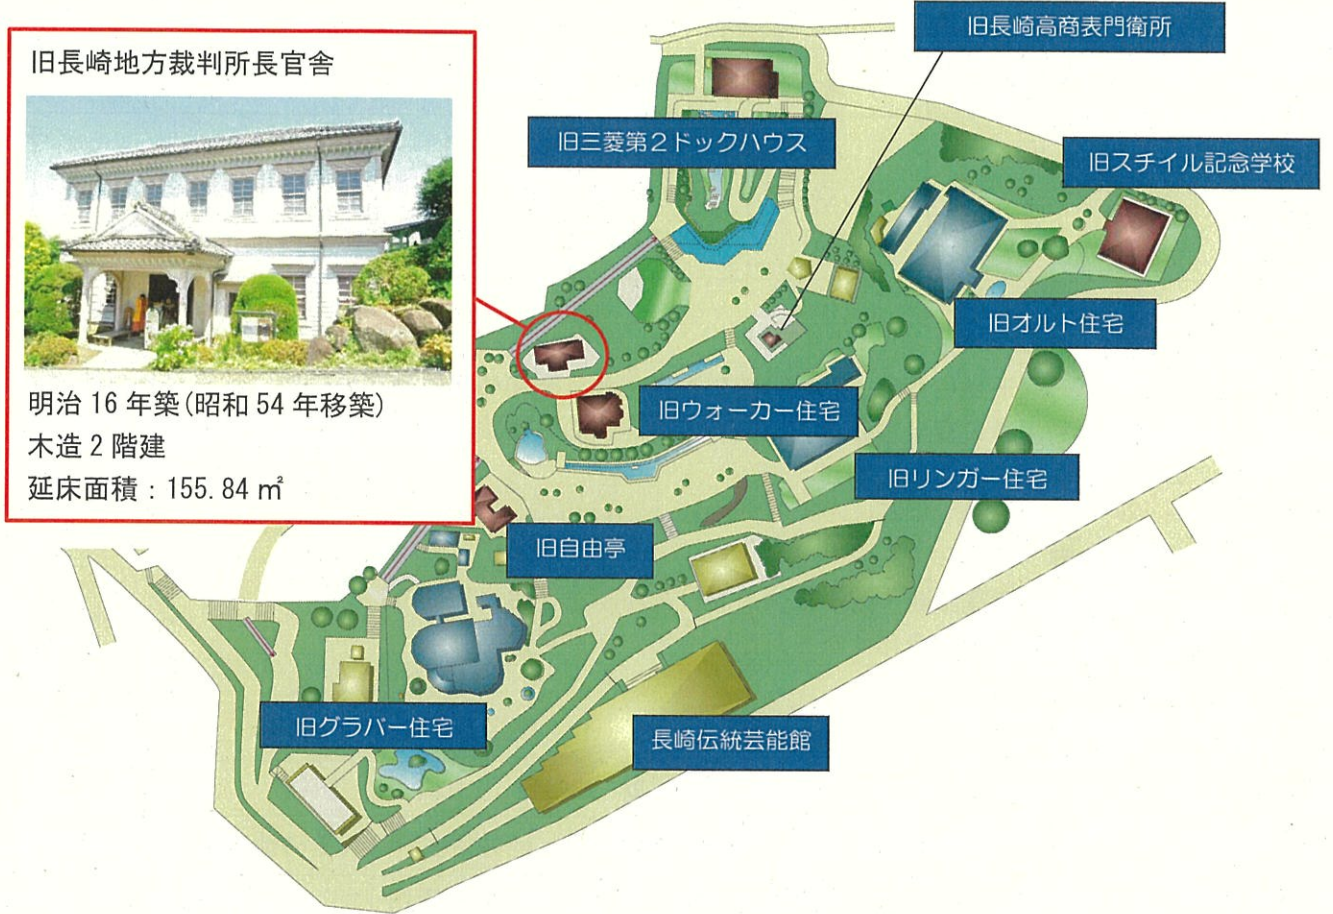 旧長崎地方裁判所長官舎
明治 16 年築(昭和 54 年移築)
木造 2 階建
延床面積：155.84 ㎡
旧長崎高商表門衛所
旧三菱第２ドックハウス
旧スチイル記念学校
旧オルト住宅
旧ウォーカー住宅
旧リンガー住宅
旧自由亭
旧グラバー住宅
長崎伝統芸能館